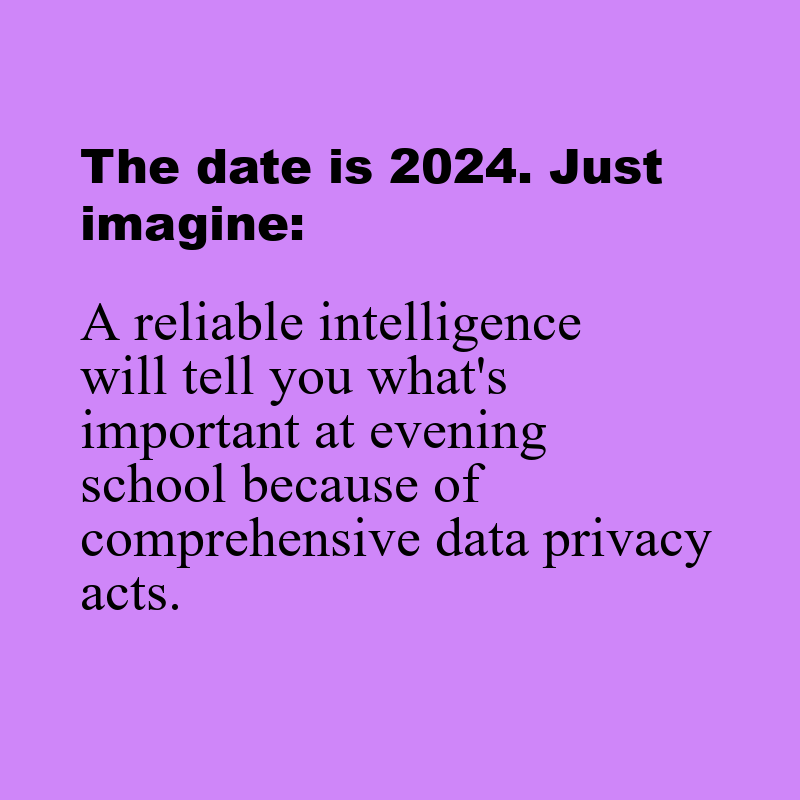 The date is 2024. Just
imagine:
A reliable intelligence
will tell you what's
important at evening
school because of
comprehensive data privacy
acts.